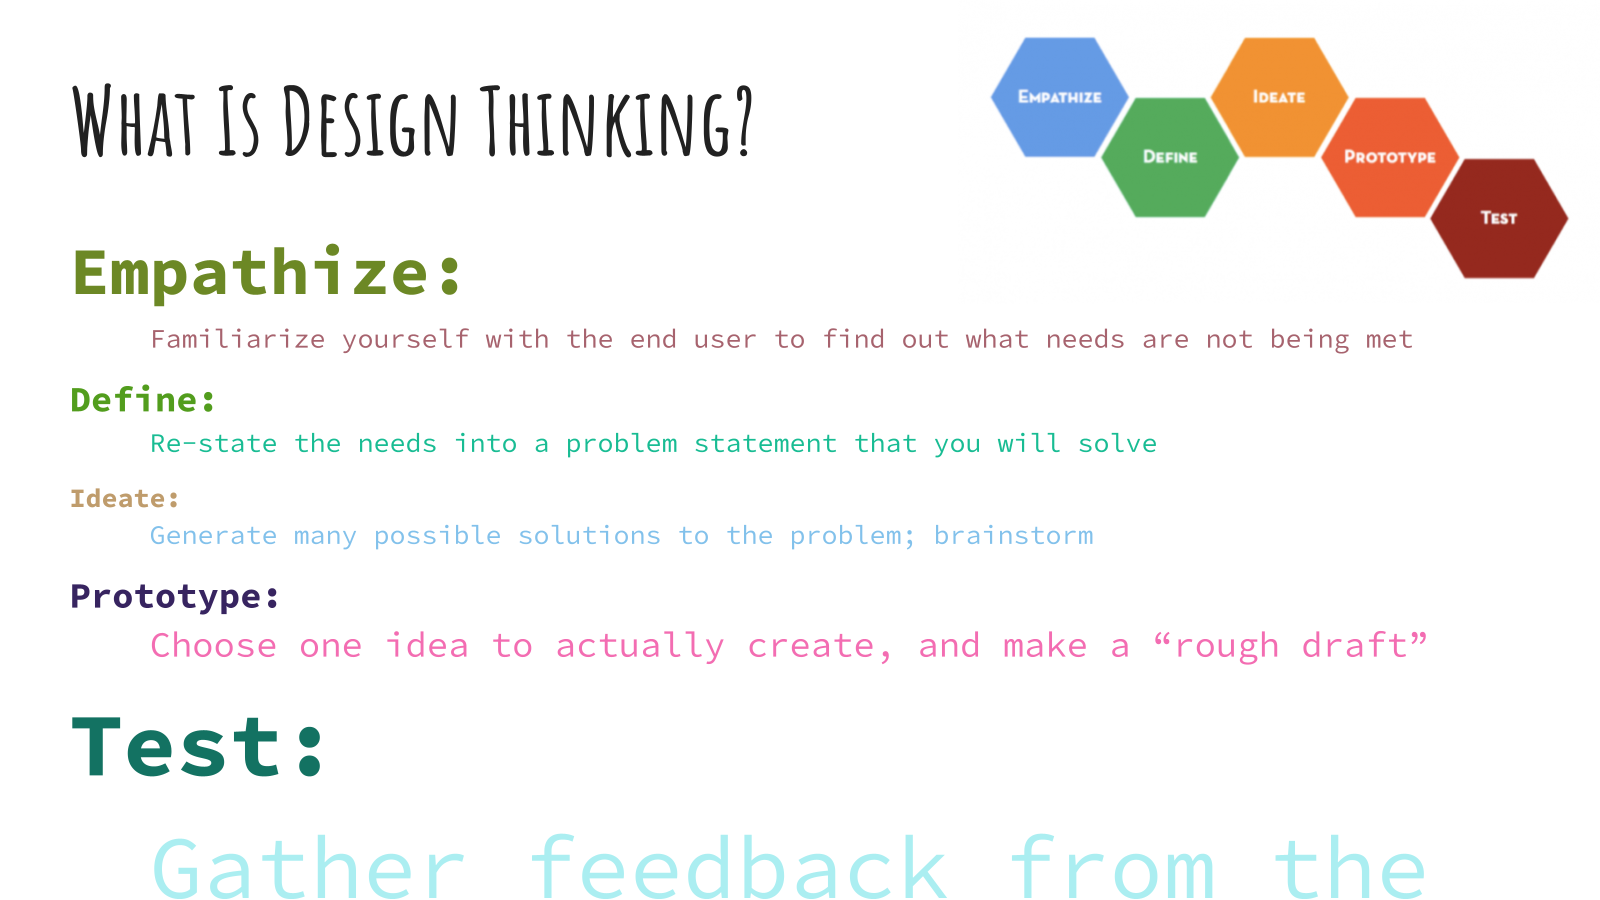 What Is Design Thinking?
Empathize
Define
Ideate
Prototype
Test
Empathize:
Familiarize yourself with the end user to find out what needs are not being met
Define:
Re-state the needs into a problem statement that you will solve
Ideate:
Generate many possible solutions to the problem; brainstorm
Prototype:
Choose one idea to actually create, and make a “rough draft”
Test:
Gather feedback from the